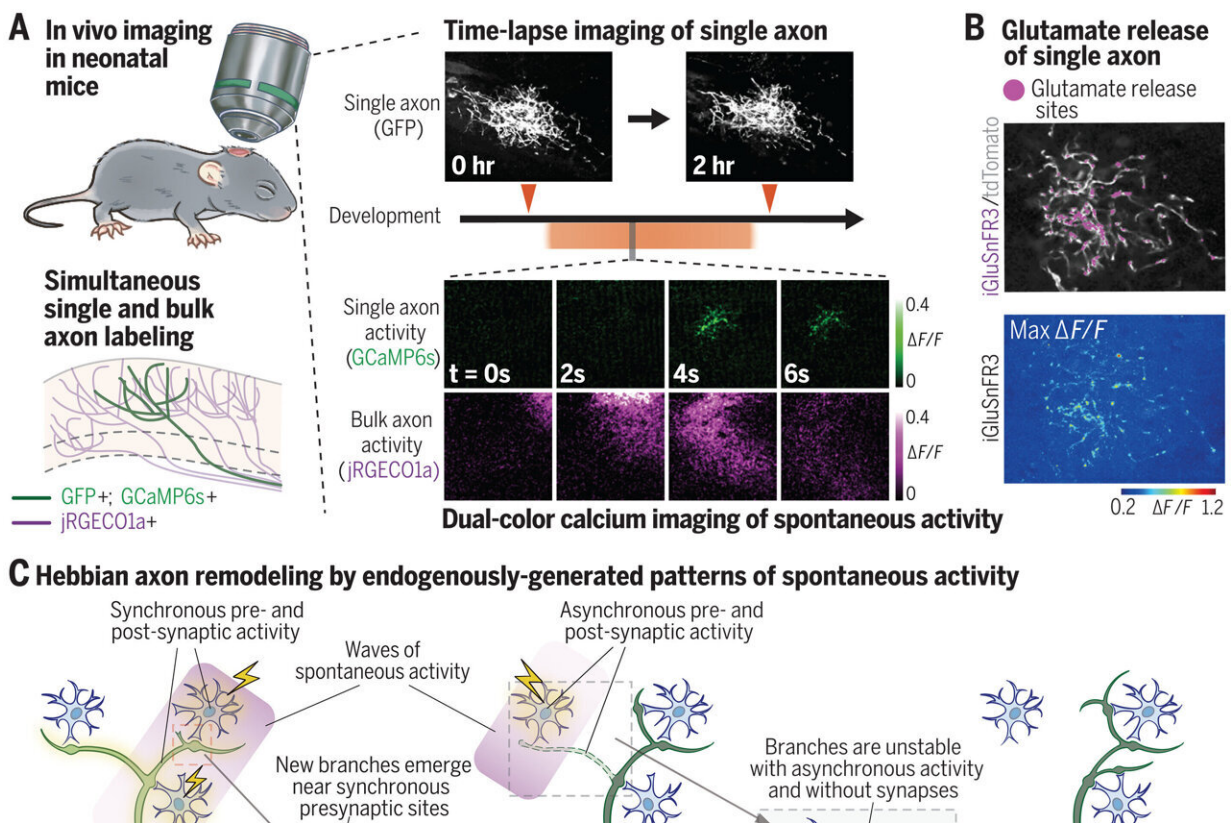 A In vivo imaging
in neonatal
mice
Time-lapse imaging of single axon
Single axon
(GFP)
0 hr
2 hr
Development
Simultaneous
single and bulk
axon labeling
GFP+; GCaMP6s+
jRGECO1a+
Single axon
activity
(GCaMP6s)
t = 0s
2s
4s
6s
0.4
ΔF/F
0
Bulk axon
activity
(jRGECO1a)
0.4
ΔF/F
0
Dual-color calcium imaging of spontaneous activity
B Glutamate release
of single axon
Glutamate release
sites
iGluSnFR3/tdTomato
Max ΔF/F
iGluSnFR3
0.2 ΔF/F 1.2
C Hebbian axon remodeling by endogenously-generated patterns of spontaneous activity
Synchronous pre- and
post-synaptic activity
Waves of
spontaneous activity
Asynchronous pre- and
post-synaptic activity
New branches emerge
near synchronous
presynaptic sites
Branches are unstable
with asynchronous activity
and without synapses